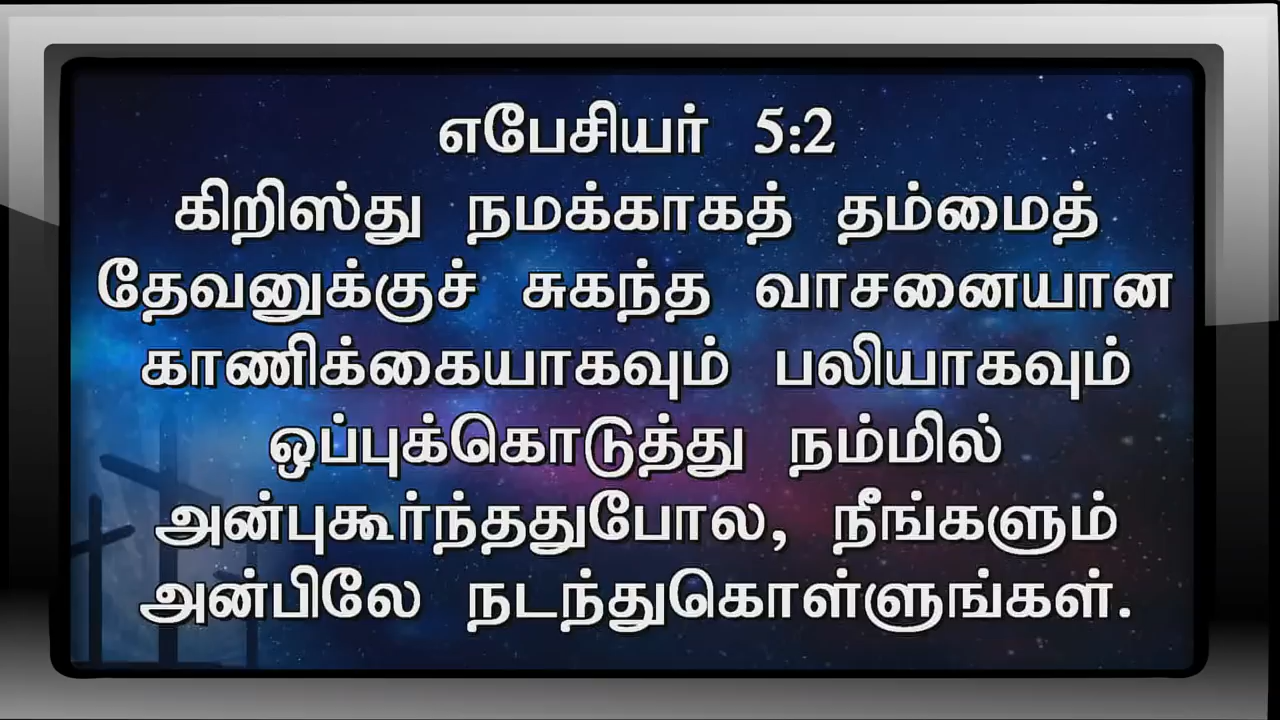 எபேசியர் 5:2
கிறிஸ்து நமக்காகத் தம்மைத்
தேவனுக்குச் சுகந்த வாசனையான
காணிக்கையாகவும் பலியாகவும்
ஒப்புக்கொடுத்து நம்மில்
அன்புகூர்ந்ததுபோல, நீங்களும்
அன்பிலே நடந்துகொள்ளுங்கள்.